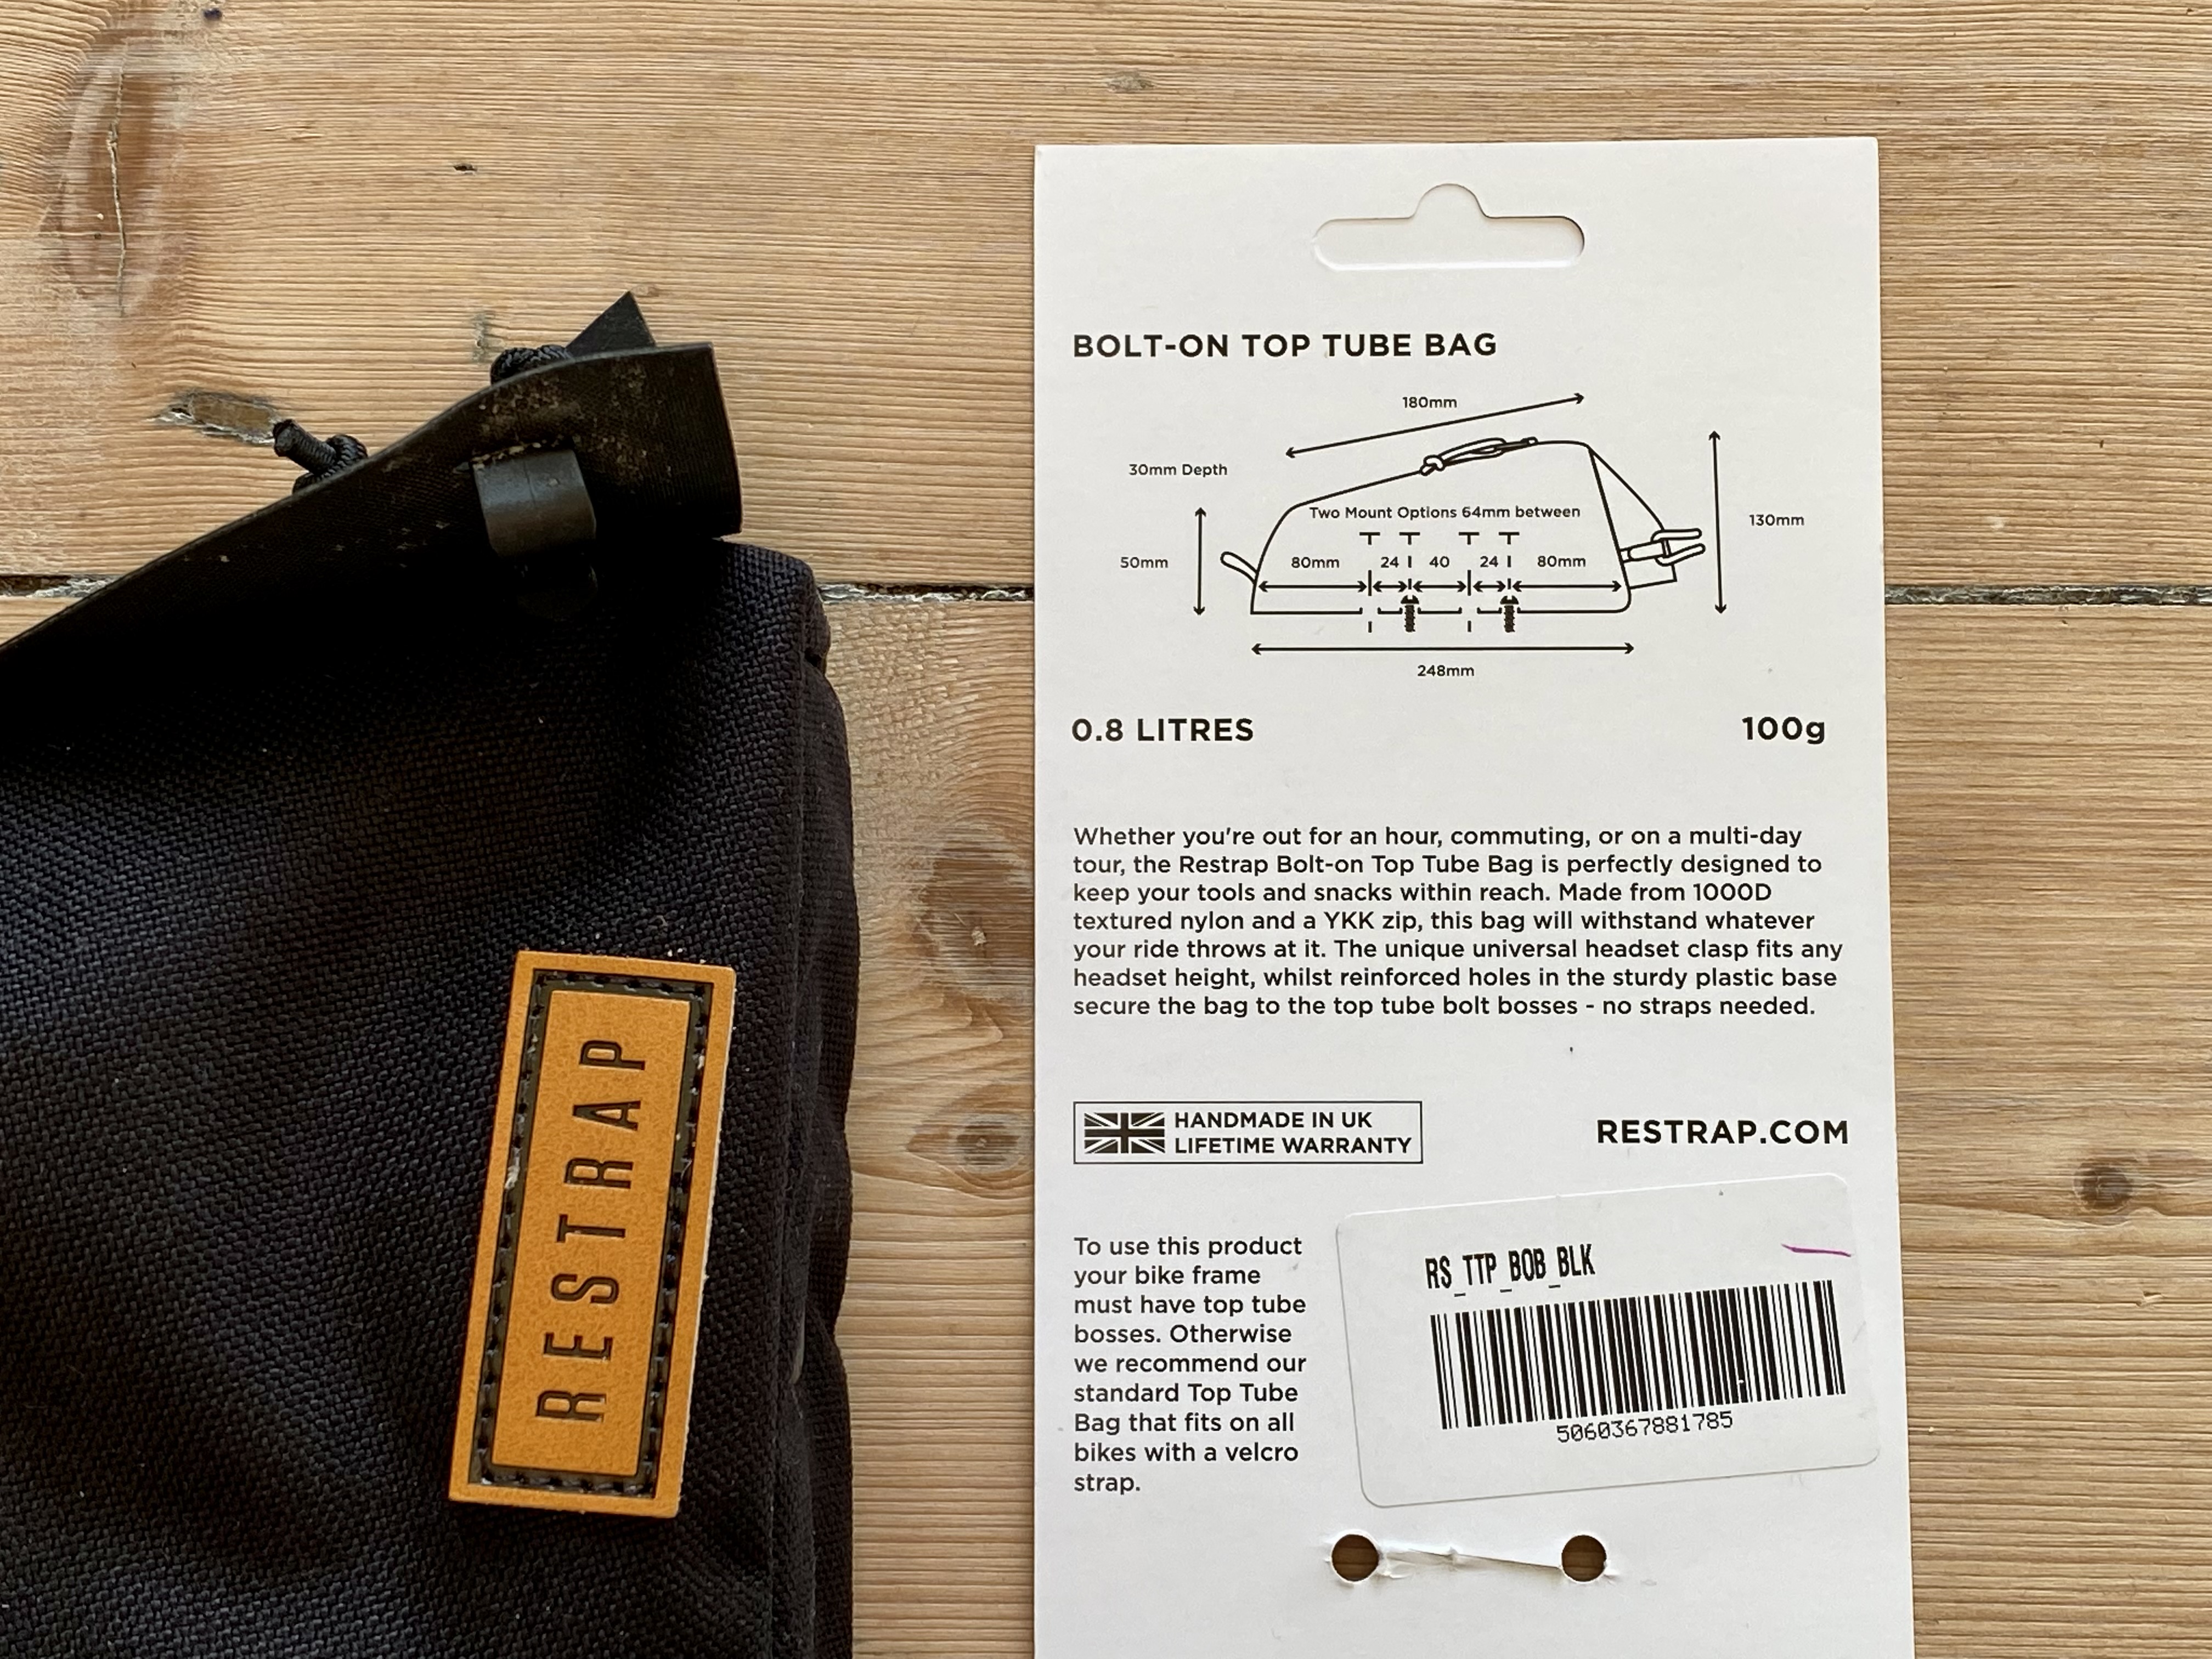 RESTRAP
BOLT-ON TOP TUBE BAG
180mm
30mm Depth
Two Mount Options 64mm between
130mm
50mm
80mm 24 40 24 80mm
248mm
0.8 LITRES
100g
Whether you're out for an hour, commuting, or on a multi-day
tour, the Restrap Bolt-on Top Tube Bag is perfectly designed to
keep your tools and snacks within reach. Made from 1000D
textured nylon and a YKK zip, this bag will withstand whatever
your ride throws at it. The unique universal headset clasp fits any
headset height, whilst reinforced holes in the sturdy plastic base
secure the bag to the top tube bolt bosses - no straps needed.
HANDMADE IN UK
LIFETIME WARRANTY
RESTRAP.COM
To use this product
your bike frame
must have top tube
bosses. Otherwise
we recommend our
standard Top Tube
Bag that fits on all
bikes with a velcro
strap.
RS_TTP_BOB_BLK
5060367881785